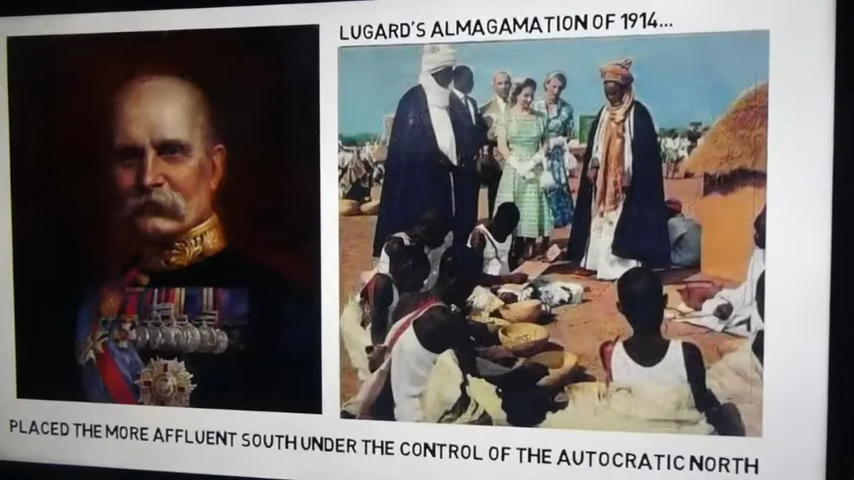 LUGARD'S ALMAGAMATION OF 1914...
PLACED THE MORE AFFLUENT SOUTH UNDER THE CONTROL OF THE AUTOCRATIC NORTH